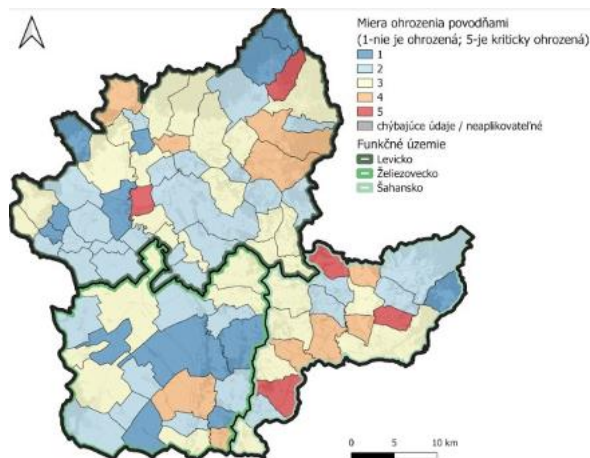 Miera ohrozenia povodňami
(1-nie je ohrozená; 5-je kriticky ohrozená)
1
2
3
4
5
chýbajúce údaje / neaplikovateľné
Funkčné územie
Levicko
Želiezovecko
Šahansko
0 5 10 km